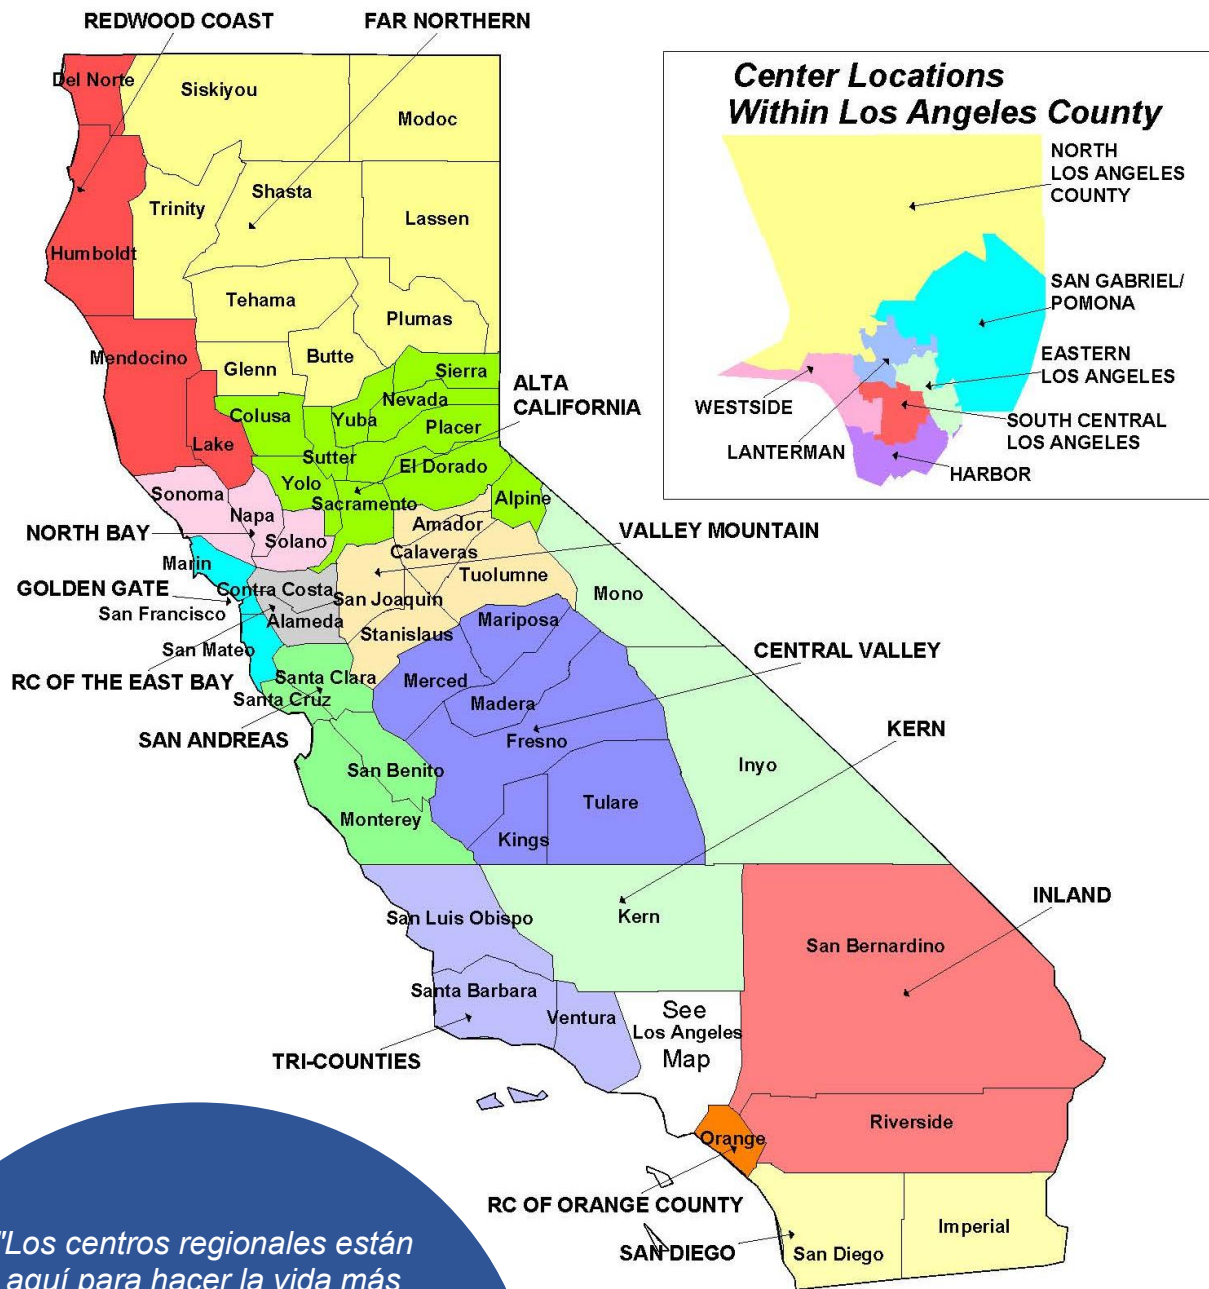 REDWOOD COAST
FAR NORTHERN
Del Norte
Siskiyou
Modoc
Trinity
Shasta
Lassen
Humboldt
Tehama
Plumas
Mendocino
Glenn
Butte
Sierra
Nevada
Colusa
Yuba
Placer
Lake
Sutter
El Dorado
Yolo
Sacramento
Alpine
ALTA
CALIFORNIA
Sonoma
Napa
Solano
Amador
Calaveras
Tuolumne
NORTH BAY
VALLEY MOUNTAIN
Marin
GOLDEN GATE
Contra Costa
San Joaquin
Mono
San Francisco
Alameda
Stanislaus
Mariposa
San Mateo
RC OF THE EAST BAY
Santa Clara
Merced
CENTRAL VALLEY
Santa Cruz
Madera
SAN ANDREAS
Fresno
KERN
San Benito
Inyo
Monterey
Tulare
Kings
INLAND
San Luis Obispo
Kern
San Bernardino
Santa Barbara
Ventura
See
Los Angeles
Map
TRI-COUNTIES
Orange
Riverside
RC OF ORANGE COUNTY
SAN DIEGO
San Diego
Imperial
Center Locations
Within Los Angeles County
NORTH
LOS ANGELES
COUNTY
SAN GABRIEL/
POMONA
EASTERN
LOS ANGELES
WESTSIDE
SOUTH CENTRAL
LOS ANGELES
LANTERMAN
HARBOR
"Los centros regionales están
aquí para hacer la vida más